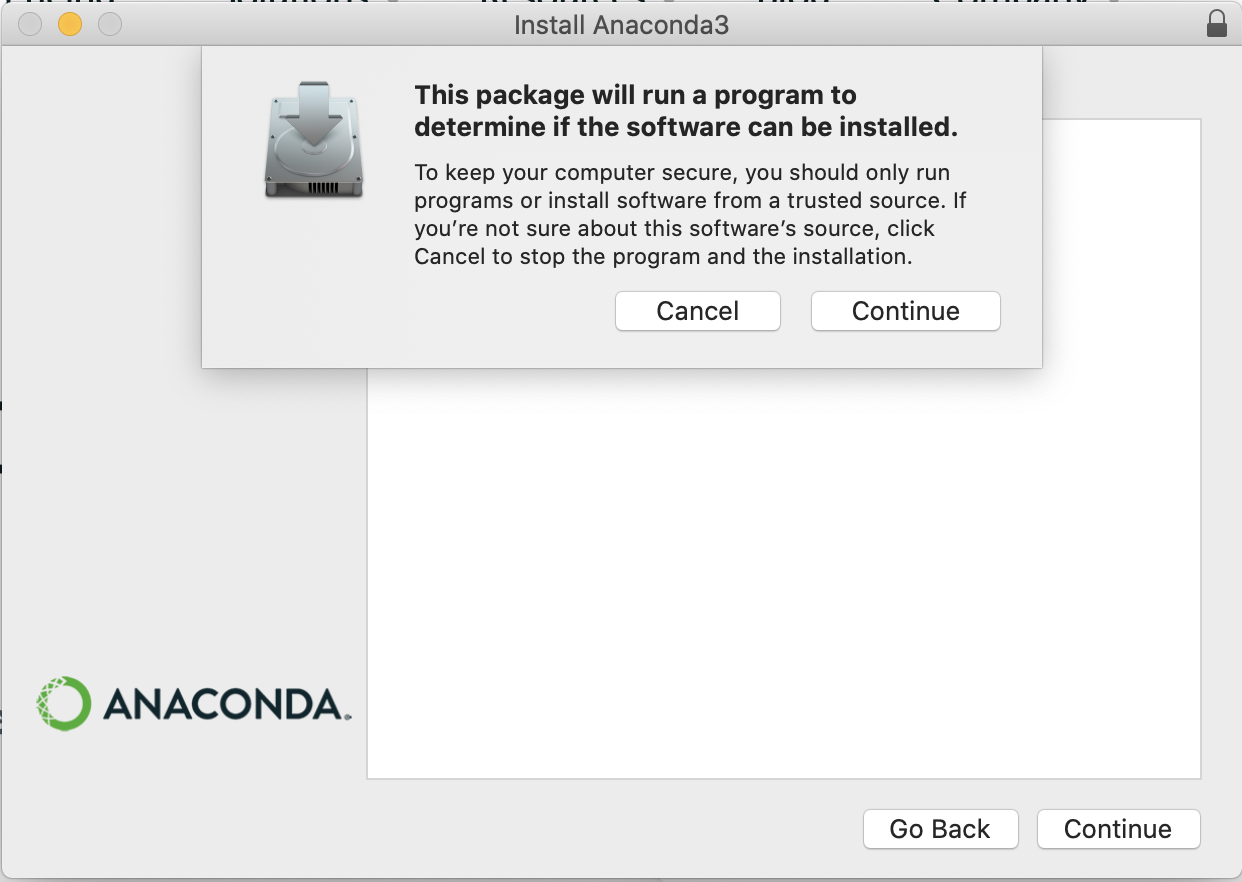 Install Anaconda3
This package will run a program to
determine if the software can be installed.
To keep your computer secure, you should only run
programs or install software from a trusted source. If
you’re not sure about this software’s source, click
Cancel to stop the program and the installation.
Cancel
Continue
ANACONDA.
Go Back
Continue